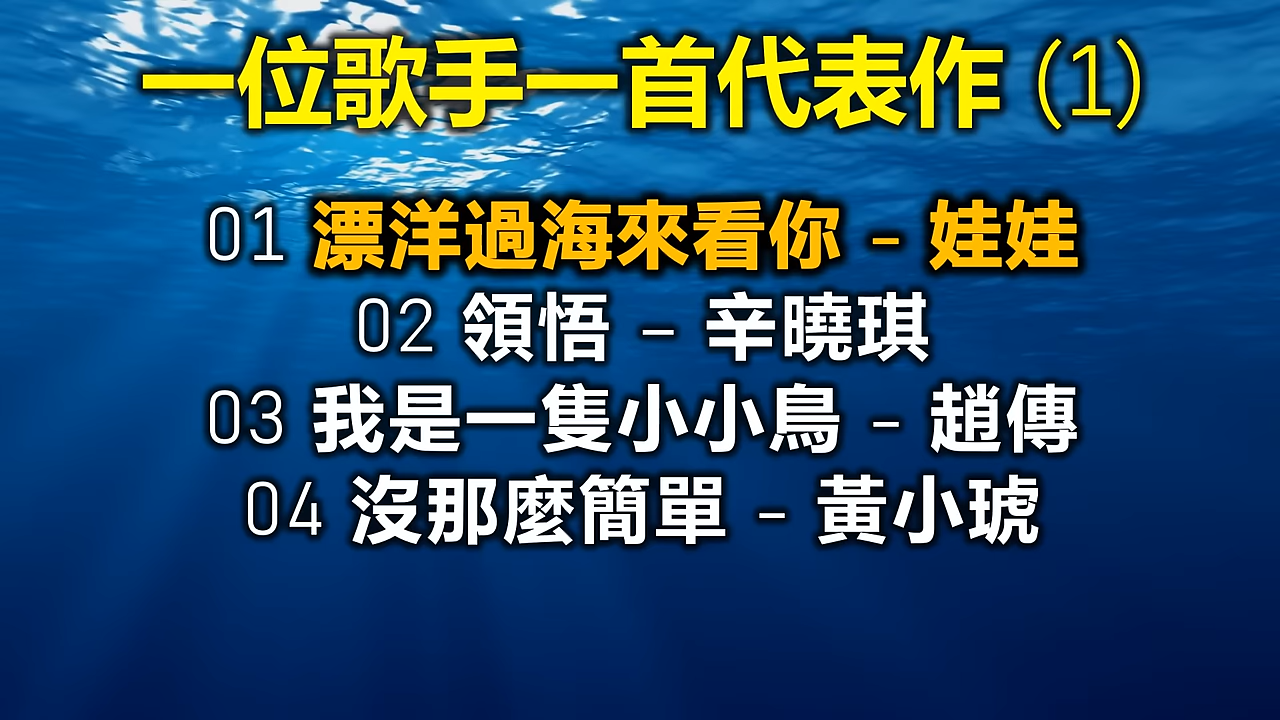 一位歌手一首代表作 (1)
01 漂洋過海來看你 - 娃娃
02 領悟 - 辛曉琪
03 我是一隻小小鳥 - 趙傳
04 沒那麼簡單 - 黃小琥